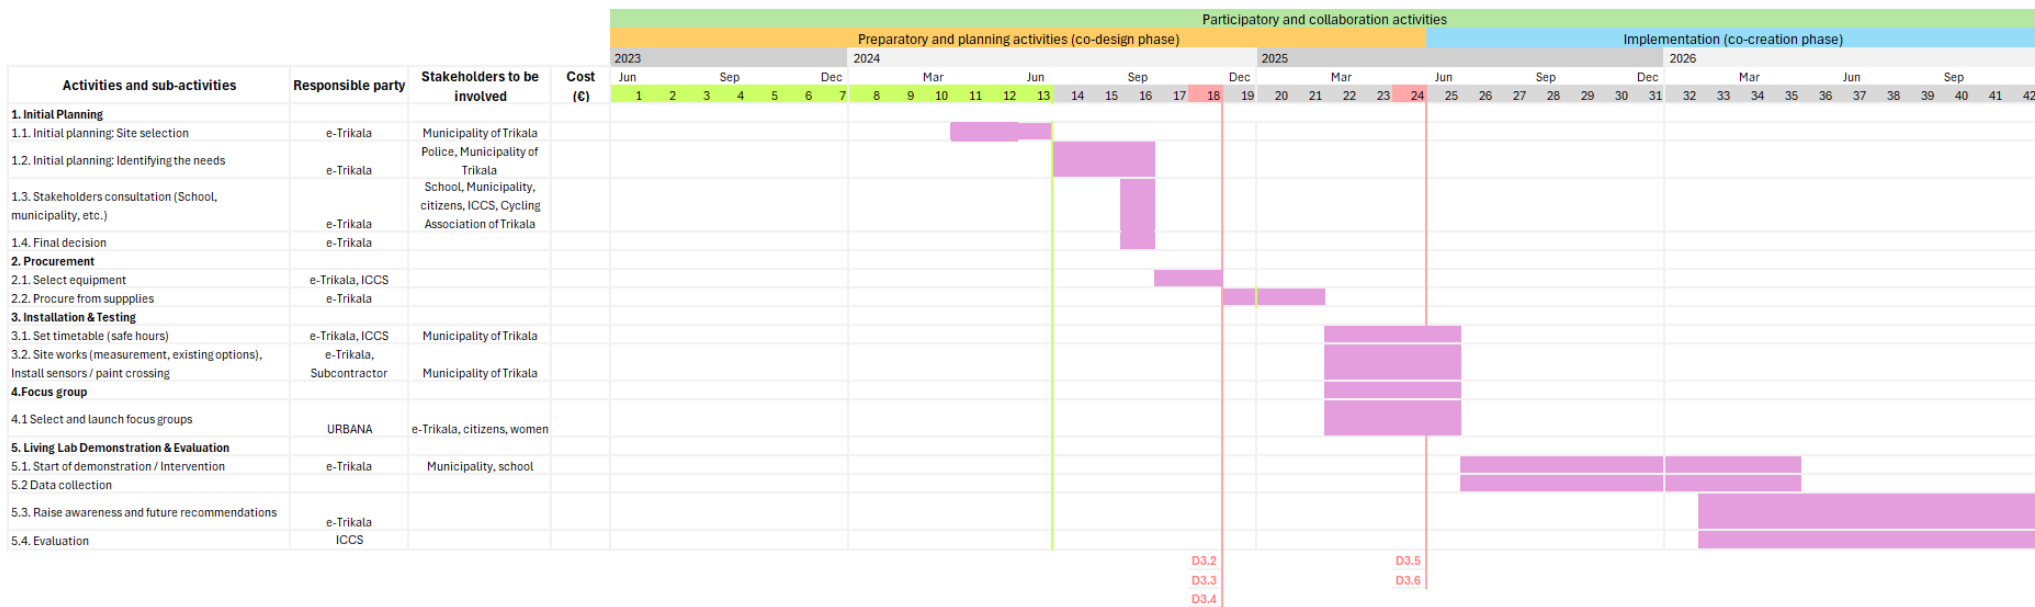 Participatory and collaboration activities
Preparatory and planning activities (co-design phase) Implementation (co-creation phase)
2023 2024 2025 2026
Activities and sub-activities Responsible party Stakeholders to be involved Cost (€) Jun Sep Dec Mar Jun Sep Dec Mar Jun Sep Dec Mar Jun Sep
1 2 3 4 5 6 7 8 9 10 11 12 13 14 15 16 17 18 19 20 21 22 23 24 25 26 27 28 29 30 31 32 33 34 35 36 37 38 39 40 41 42
1. Initial Planning
1.1. Initial planning: Site selection e-Trikala Municipality of Trikala
1.2. Initial planning: Identifying the needs e-Trikala Police, Municipality of
Trikala
1.3. Stakeholders consultation (School,
municipality, etc.) e-Trikala School, Municipality,
citizens, ICCS, Cycling
Association of Trikala
1.4. Final decision e-Trikala
2. Procurement
2.1. Select equipment e-Trikala, ICCS
2.2. Procure from suppplies e-Trikala
3. Installation & Testing
3.1. Set timetable (safe hours) e-Trikala, ICCS Municipality of Trikala
3.2. Site works (measurement, existing options), e-Trikala,
Install sensors / paint crossing Subcontractor Municipality of Trikala
4.Focus group
4.1 Select and launch focus groups URBANA e-Trikala, citizens, women
5. Living Lab Demonstration & Evaluation
5.1. Start of demonstration / Intervention e-Trikala Municipality, school
5.2 Data collection
5.3. Raise awareness and future recommendations e-Trikala
5.4. Evaluation ICCS
D3.2 D3.5
D3.3 D3.6
D3.4